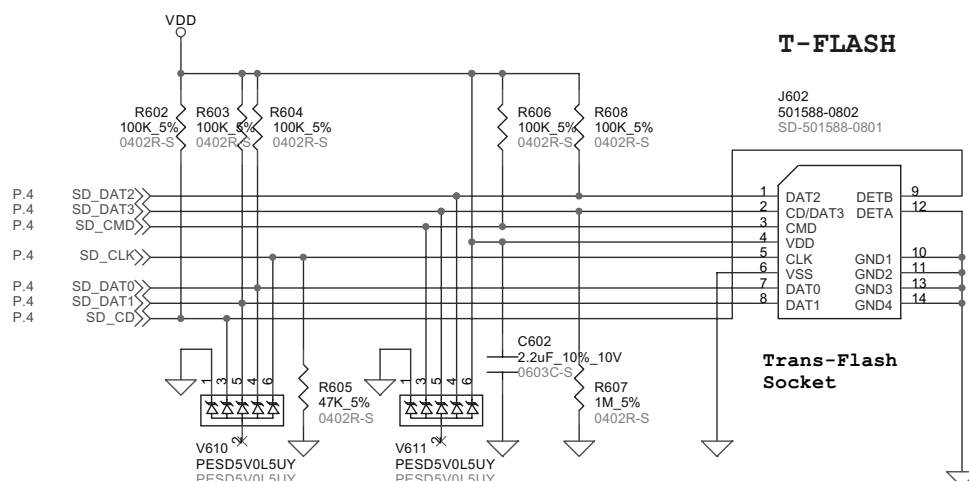 VDD
T-FLASH
J602
501588-0802
SD-501588-0801
R602
100K_5%
0402R-S
R603
100K_5%
0402R-S
R604
100K_5%
0402R-S
R606
100K_5%
0402R-S
R608
100K_5%
0402R-S
P.4 SD_DAT2
P.4 SD_DAT3
P.4 SD_CMD
P.4 SD_CLK
P.4 SD_DAT0
P.4 SD_DAT1
P.4 SD_CD
1 DAT2 DETB 9
2 CD/DAT3 DETA 12
3 CMD
4 VDD
5 CLK GND1 10
6 VSS GND2 11
7 DAT0 GND3 13
8 DAT1 GND4 14
Trans-Flash
Socket
C602
2.2uF_10%_10V
0603C-S
R605
47K_5%
0402R-S
R607
1M_5%
0402R-S
1 3 5 4 6
2
V610
PESD5V0L5UY
PESD5V0L5UY
1 3 5 4 6
2
V611
PESD5V0L5UY
PESD5V0L5UY